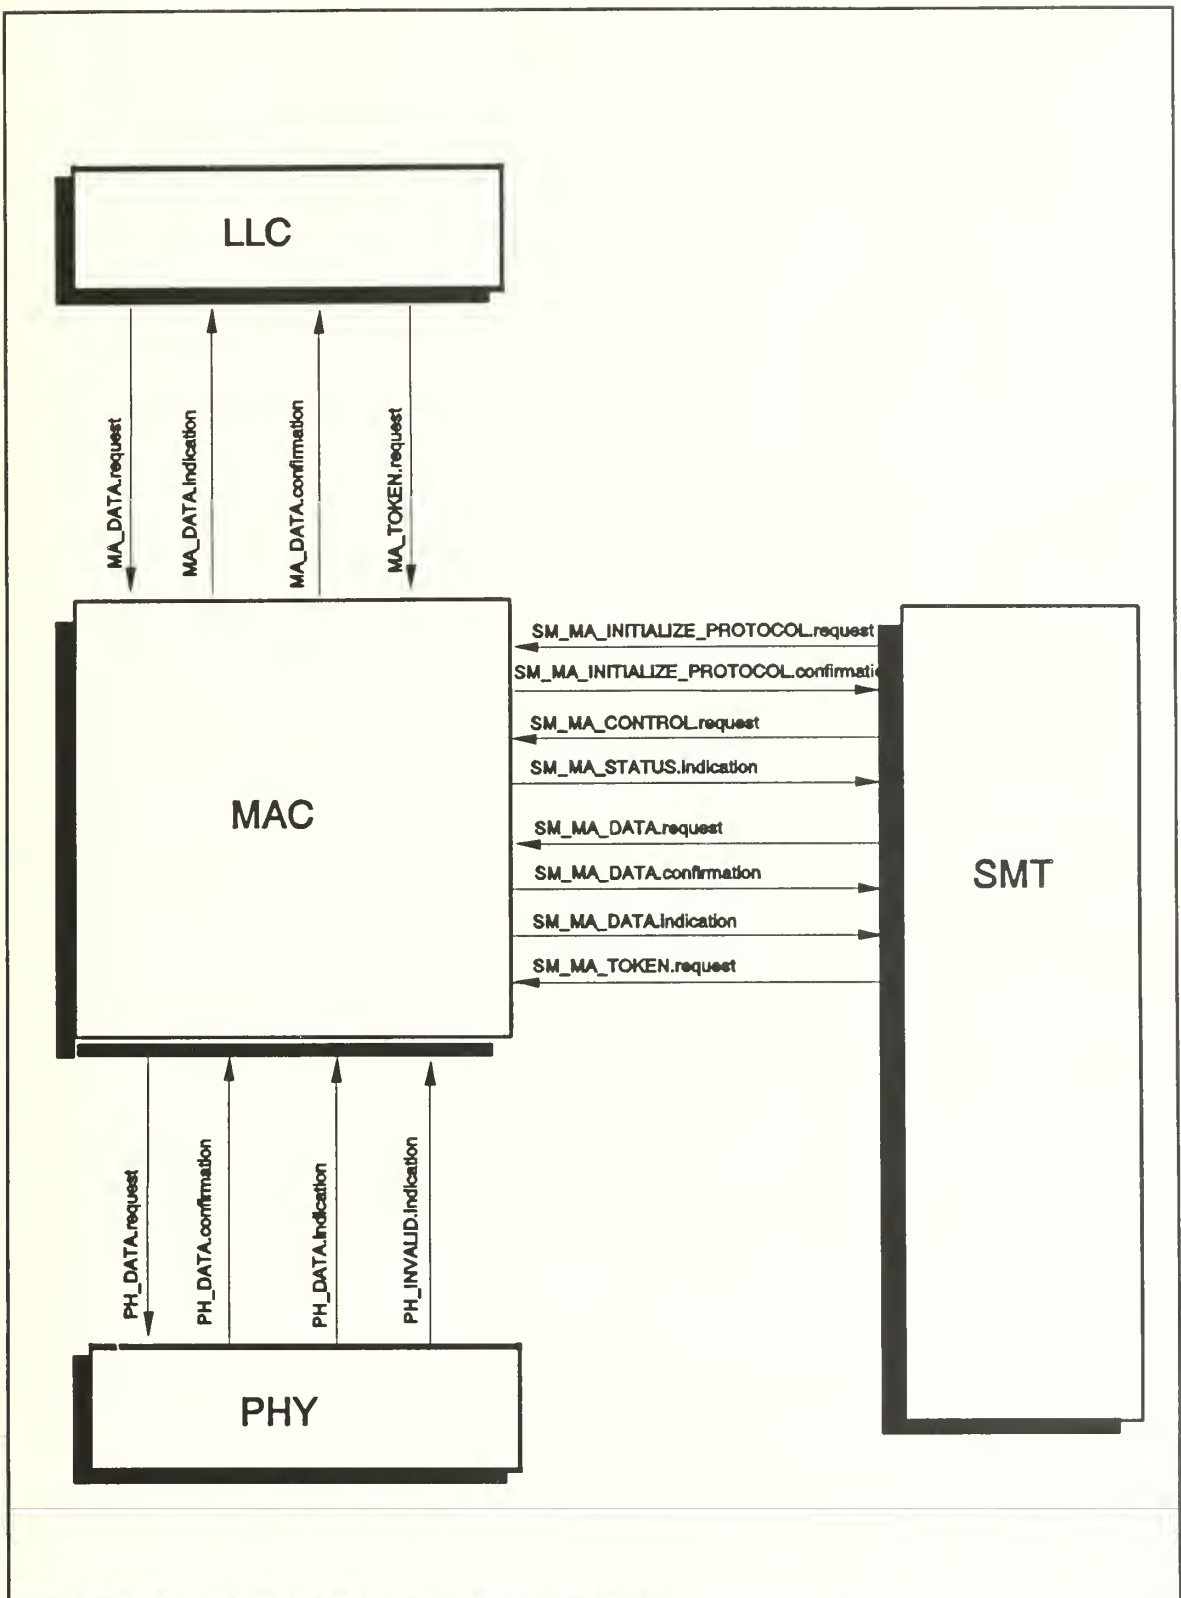 LLC
MA_DATA.request
MA_DATA.indication
MA_DATA.confirmation
MA_TOKEN.request
SM_MA_INITIALIZE_PROTOCOL.request
SM_MA_INITIALIZE_PROTOCOL.confirmati
SM_MA_CONTROL.request
SM_MA_STATUS.indication
MAC
SM_MA_DATA.request
SM_MA_DATA.confirmation
SMT
SM_MA_DATA.indication
SM_MA_TOKEN.request
PH_DATA.request
PH_DATA.confirmation
PH_DATA.indication
PH_INVALID.indication
PHY